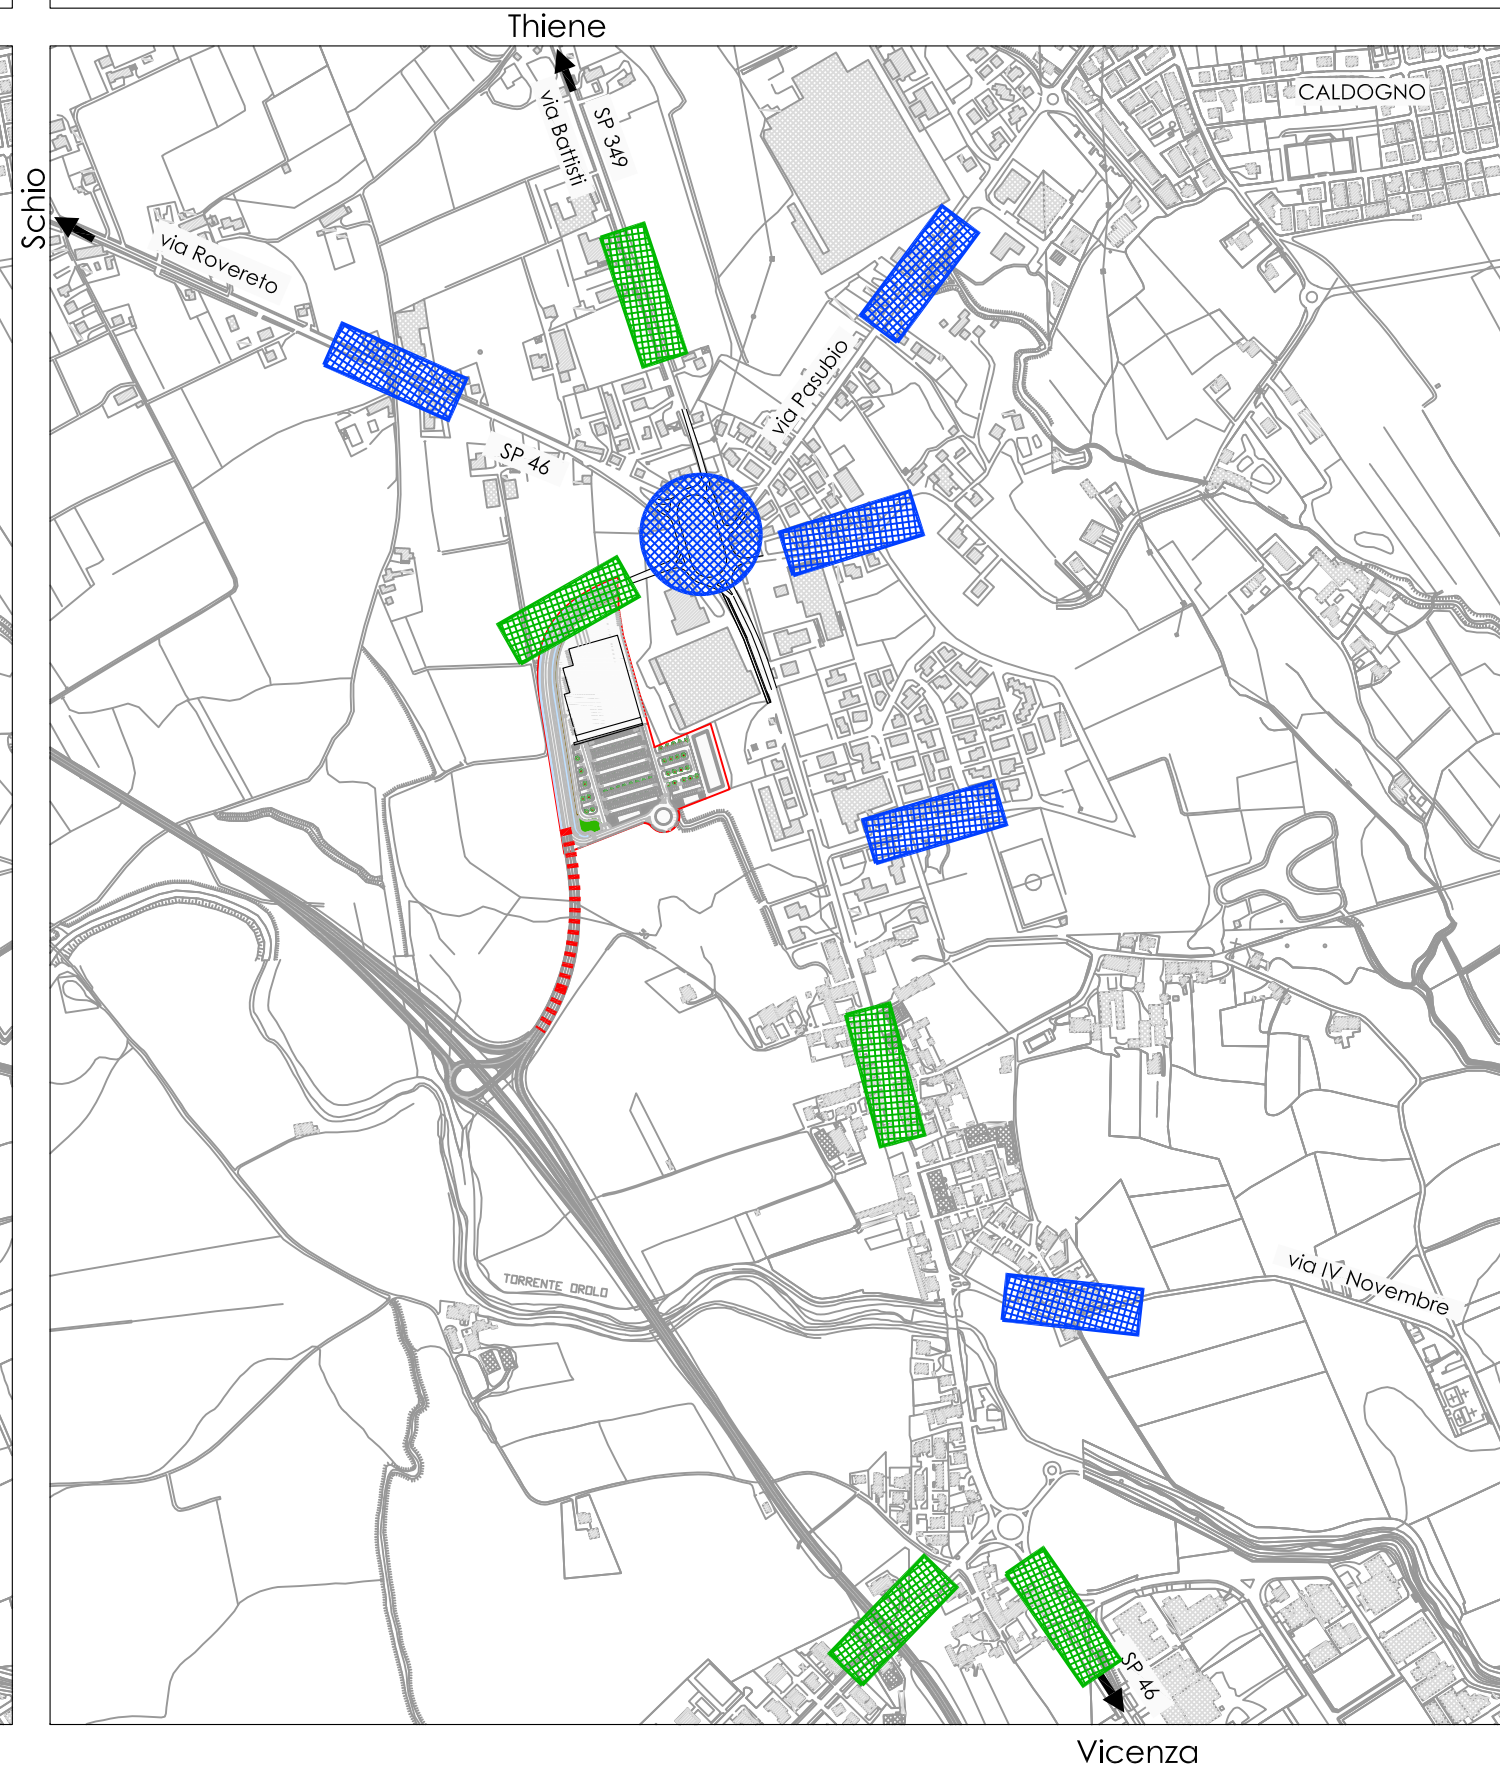 Thiene
CALDOGNO
via Battisti
SP 349
Schio
via Rovereto
via Pasubio
SP 46
TORRENTE OROLO
via IV Novembre
SP 46
Vicenza